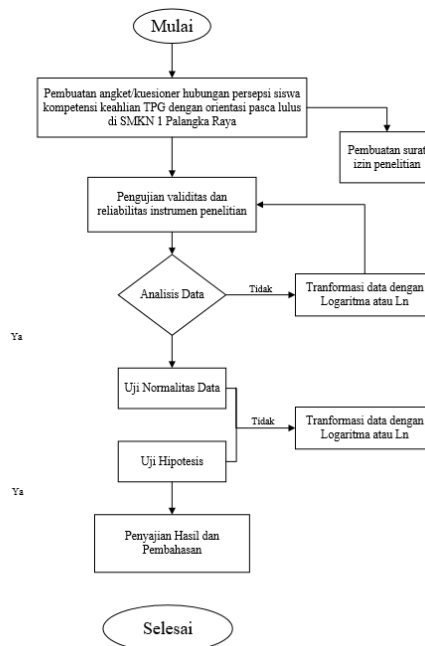 Mulai
Pembuatan angket/kuesioner hubungan persepsi siswa
kompetensi keahlian TPG dengan orientasi pasca lulus
di SMKN 1 Palangka Raya
Pembuatan surat
izin penelitian
Pengujian validitas dan
reliabilitas instrumen penelitian
Analisis Data
Tidak
Tranformasi data dengan
Logaritma atau Ln
Ya
Uji Normalitas Data
Tidak
Tranformasi data dengan
Logaritma atau Ln
Uji Hipotesis
Ya
Penyajian Hasil dan
Pembahasan
Selesai